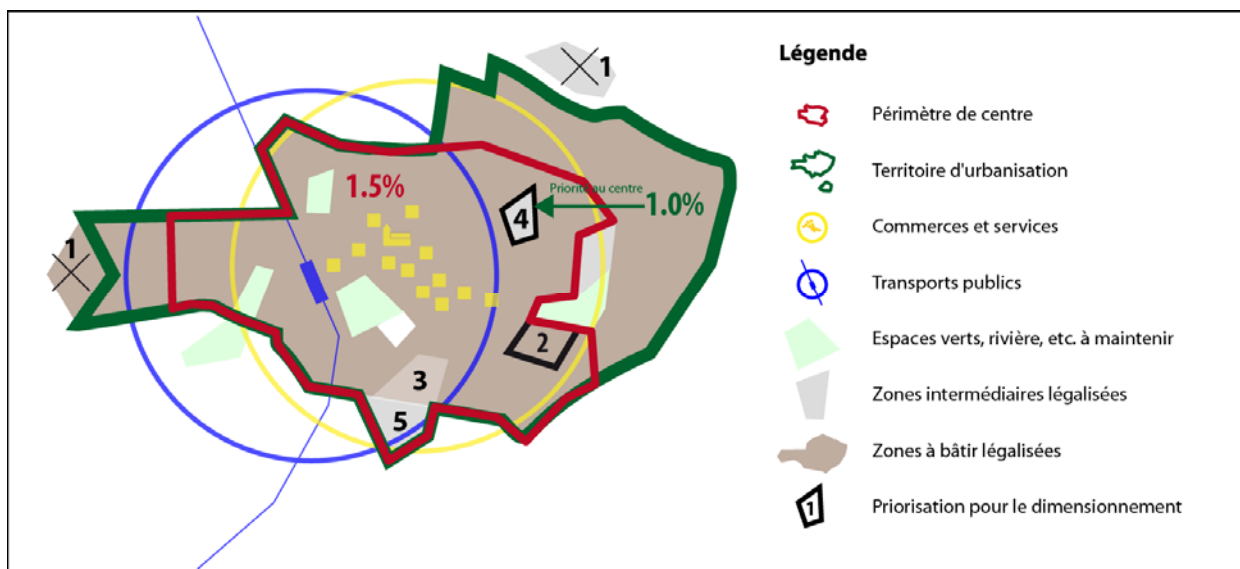 1
1.5%
Priorité au centre
4
1.0%
1
2
3
5
Légende
Périmètre de centre
Territoire d'urbanisation
Commerces et services
Transports publics
Espaces verts, rivière, etc. à maintenir
Zones intermédiaires légalisées
Zones à bâtir légalisées
1
Priorisation pour le dimensionnement